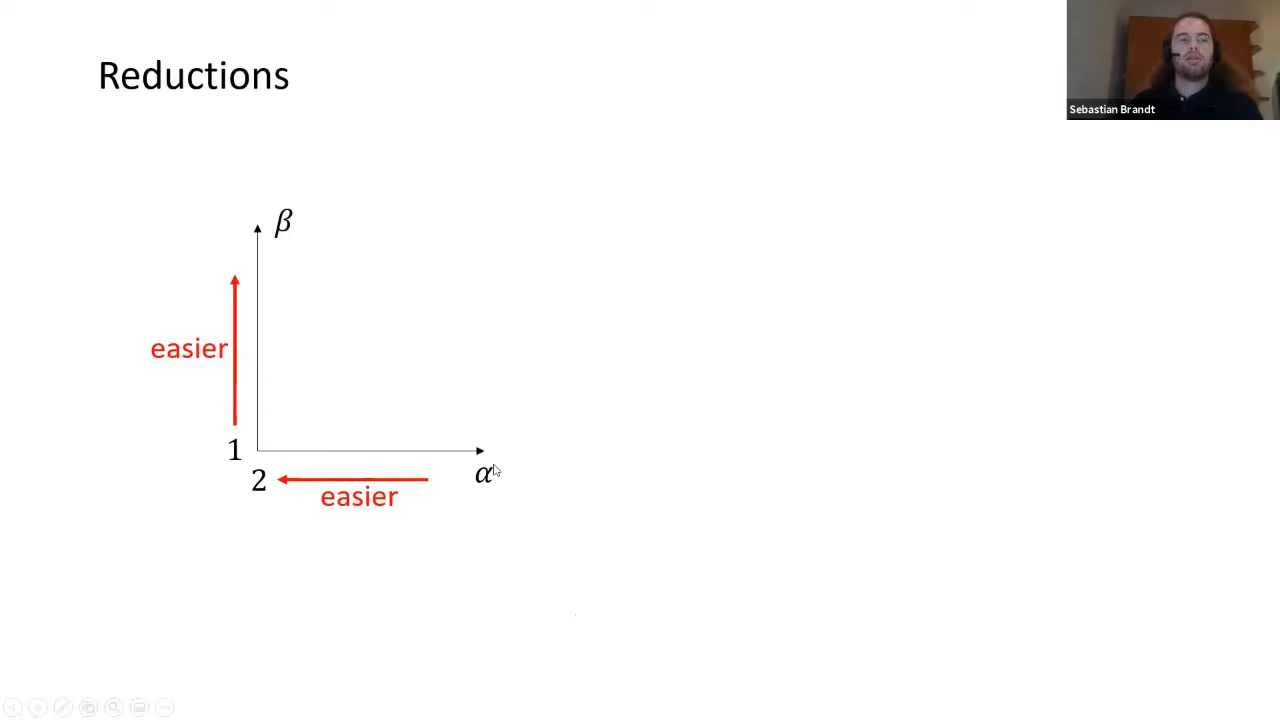 Reductions
Sebastian Brandt
β
easier
1
2
α
easier